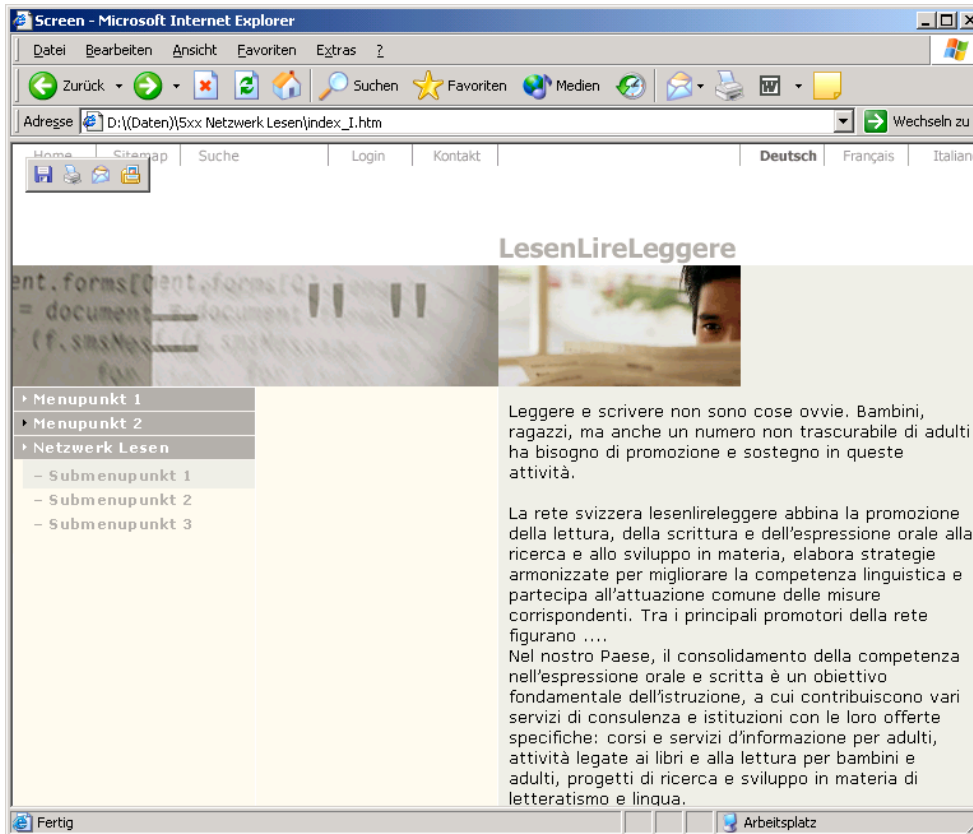 Screen - Microsoft Internet Explorer
Datei Bearbeiten Ansicht Favoriten Extras ?
Zurück Suchen Favoriten Medien
Adresse D:\(Daten)\5xx Netzwerk Lesen\index_I.htm Wechseln zu
Home Sitemap Suche Login Kontakt Deutsch Français Italian
LesenLireLeggere
ent.forms[
= document
(f.smsMes
for
Menupunkt 1
Menupunkt 2
Netzwerk Lesen
– Submenupunkt 1
– Submenupunkt 2
– Submenupunkt 3
Leggere e scrivere non sono cose ovvie. Bambini,
ragazzi, ma anche un numero non trascurabile di adulti
ha bisogno di promozione e sostegno in queste
attività.
La rete svizzera lesenlireleggere abbina la promozione
della lettura, della scrittura e dell'espressione orale alla
ricerca e allo sviluppo in materia, elabora strategie
armonizzate per migliorare la competenza linguistica e
partecipa all'attuazione comune delle misure
corrispondenti. Tra i principali promotori della rete
figurano ....
Nel nostro Paese, il consolidamento della competenza
nell'espressione orale e scritta è un obiettivo
fondamentale dell'istruzione, a cui contribuiscono vari
servizi di consulenza e istituzioni con le loro offerte
specifiche: corsi e servizi d'informazione per adulti,
attività legate ai libri e alla lettura per bambini e
adulti, progetti di ricerca e sviluppo in materia di
letteratismo e lingua.
Fertig Arbeitsplatz